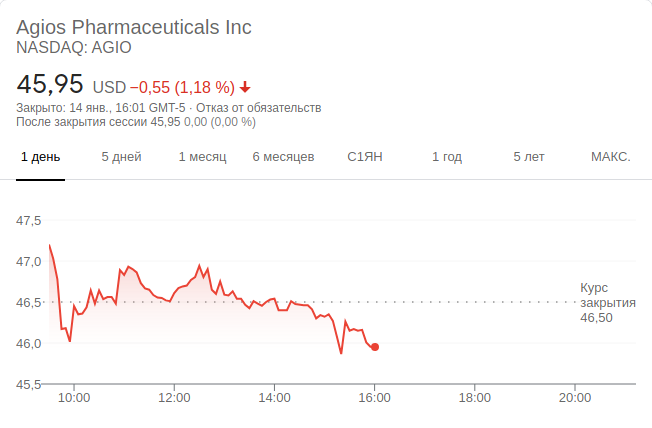 Agios Pharmaceuticals Inc
NASDAQ: AGIO
45,95 USD −0,55 (1,18 %)
Закрыто: 14 янв., 16:01 GMT-5 · Отказ от обязательств
После закрытия сессии 45,95 0,00 (0,00 %)
1 день 5 дней 1 месяц 6 месяцев С1ЯН 1 год 5 лет МАКС.
47,5
47,0
46,5
46,0
45,5
Курс
закрытия
46,50
10:00 12:00 14:00 16:00 18:00 20:00